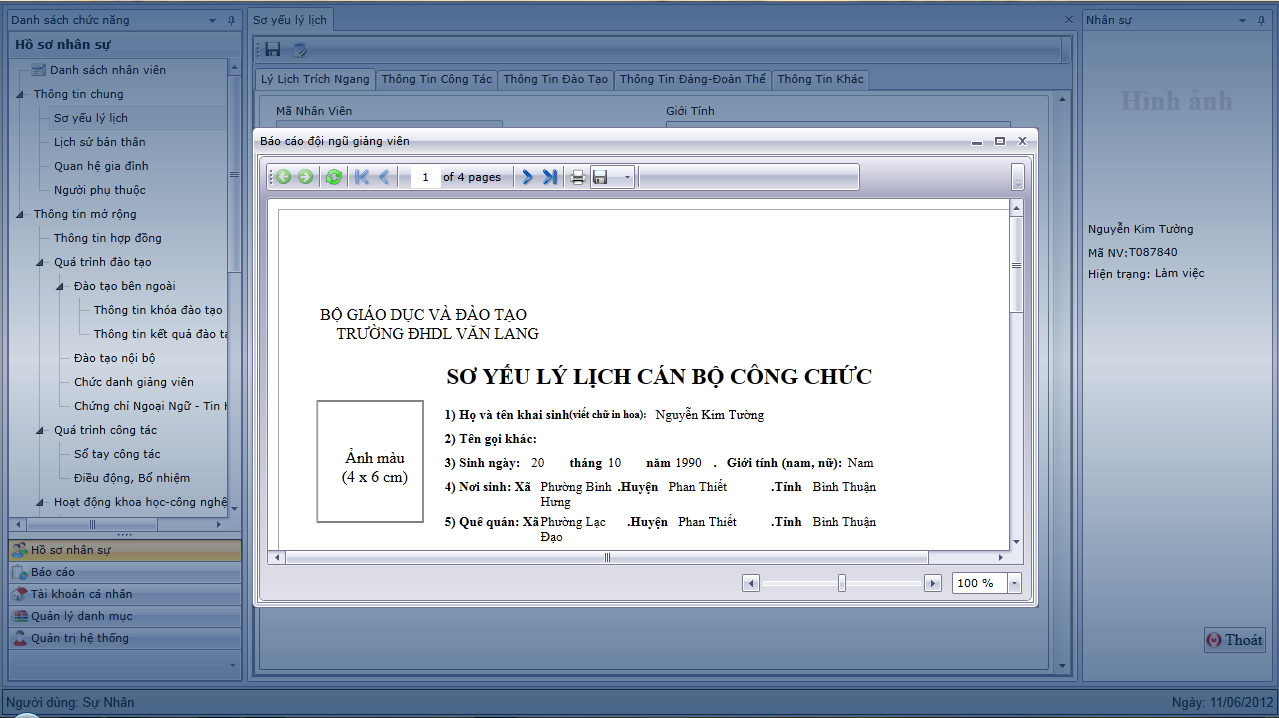 Danh sách chức năng
Hồ sơ nhân sự
Danh sách nhân viên
Thông tin chung
Sơ yếu lý lịch
Lịch sử bản thân
Quan hệ gia đình
Người phụ thuộc
Thông tin mở rộng
Thông tin hợp đồng
Quá trình đào tạo
Đào tạo bên ngoài
Thông tin khóa đào tạo
Thông tin kết quả đào tạ
Đào tạo nội bộ
Chức danh giảng viên
Chứng chỉ Ngoại Ngữ - Tin H
Quá trình công tác
Sổ tay công tác
Điều động, Bổ nhiệm
Hoạt động khoa học-công nghệ
Hồ sơ nhân sự
Báo cáo
Tài khoản cá nhân
Quản lý danh mục
Quản trị hệ thống
Sơ yếu lý lịch
Lý Lịch Trích Ngang Thông Tin Công Tác Thông Tin Đào Tạo Thông Tin Đảng-Đoàn Thể Thông Tin Khác
Mã Nhân Viên Giới Tính
Báo cáo đội ngũ giảng viên
1 of 4 pages
BỘ GIÁO DỤC VÀ ĐÀO TẠO
TRƯỜNG ĐHDL VĂN LANG
SƠ YẾU LÝ LỊCH CÁN BỘ CÔNG CHỨC
Ảnh màu
(4 x 6 cm)
1) Họ và tên khai sinh(viết chữ in hoa): Nguyễn Kim Tường
2) Tên gọi khác:
3) Sinh ngày: 20 tháng 10 năm 1990 . Giới tính (nam, nữ): Nam
4) Nơi sinh: Xã Phường Bình Hưng .Huyện Phan Thiết .Tỉnh Bình Thuận
5) Quê quán: Xã Phường Lạc Đạo .Huyện Phan Thiết .Tỉnh Bình Thuận
100 %
Nhân sự
Hình ảnh
Nguyễn Kim Tường
Mã NV:T087840
Hiện trạng: Làm việc
Thoát
Người dùng: Sự Nhân
Ngày: 11/06/2012